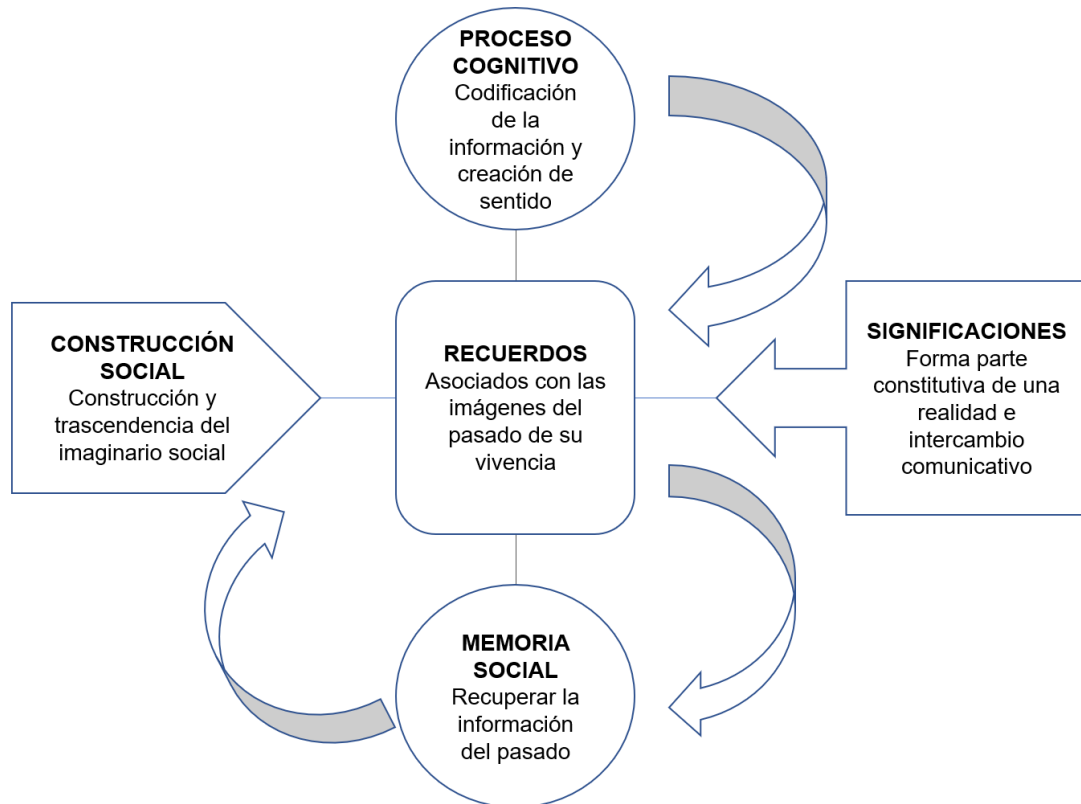 PROCESO
COGNITIVO
Codificación
de la
información y
creación de
sentido
CONSTRUCCIÓN
SOCIAL
Construcción y
trascendencia del
imaginario social
RECUERDOS
Asociados con las
imágenes del
pasado de su
vivencia
SIGNIFICACIONES
Forma parte
constitutiva de una
realidad e
intercambio
comunicativo
MEMORIA
SOCIAL
Recuperar la
información
del pasado